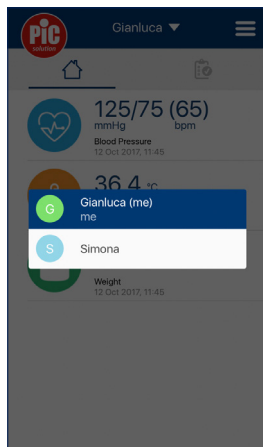 PiC
solution
Gianluca ▼
125/75 (65)
mmHg bpm
Blood Pressure
12 Oct 2017, 11:45
36.4 °C
G
Gianluca (me)
me
S
Simona
Weight
12 Oct 2017, 11:45